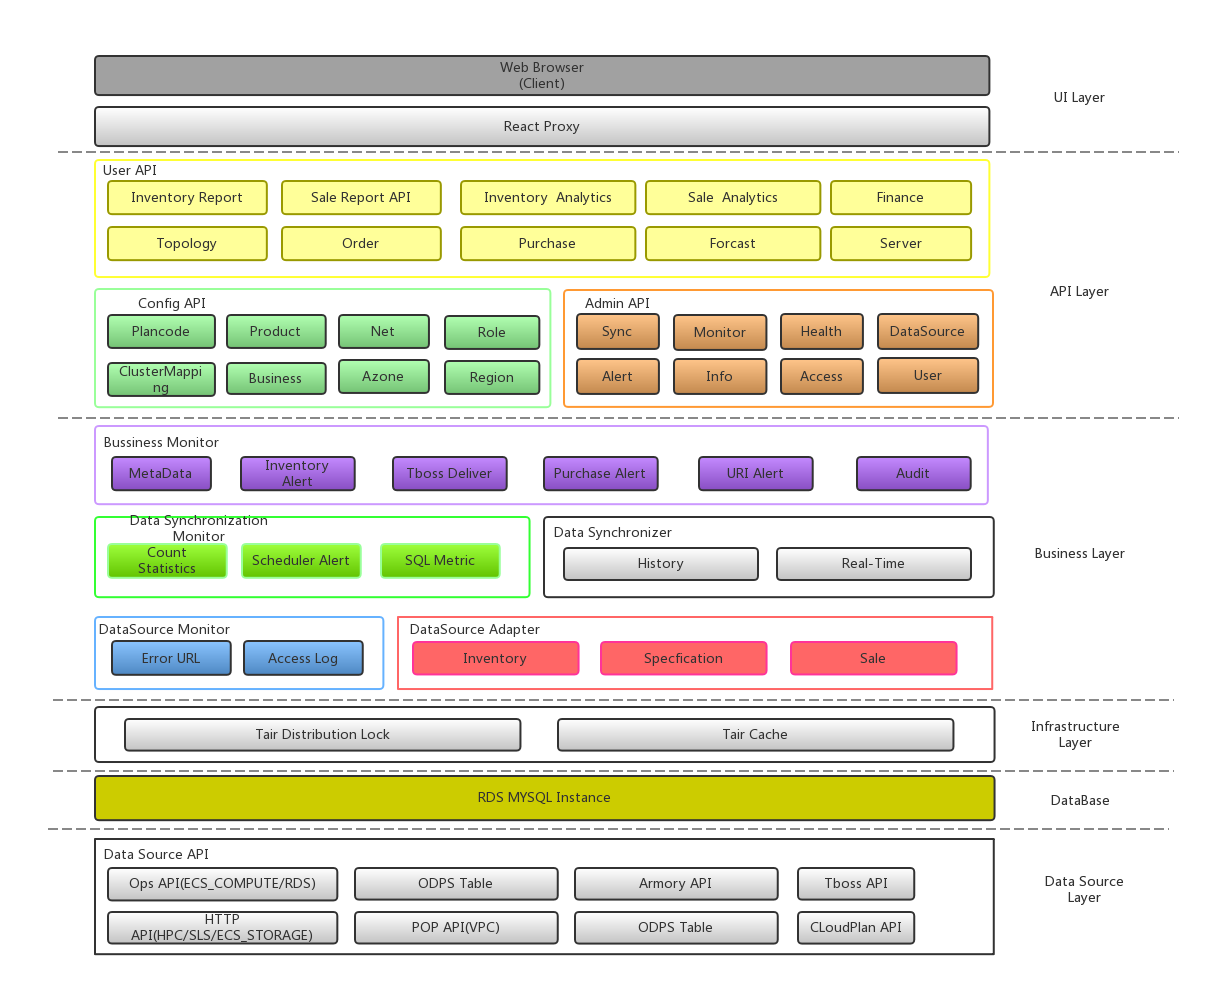 Web Browser
(Client)
React Proxy
UI Layer
User API
Inventory Report
Sale Report API
Inventory  Analytics
Sale  Analytics
Finance
Topology
Order
Purchase
Forcast
Server
API Layer
Config API
Plancode
Product
Net
Role
ClusterMappi
ng
Business
Azone
Region
Admin API
Sync
Monitor
Health
DataSource
Alert
Info
Access
User
Bussiness Monitor
MetaData
Inventory
Alert
Tboss Deliver
Purchase Alert
URI Alert
Audit
Data Synchronization
Monitor
Count
Statistics
Scheduler Alert
SQL Metric
Data Synchronizer
History
Real-Time
Business Layer
DataSource Monitor
Error URL
Access Log
DataSource Adapter
Inventory
Specfication
Sale
Tair Distribution Lock
Tair Cache
Infrastructure
Layer
RDS MYSQL Instance
DataBase
Data Source API
Ops API(ECS_COMPUTE/RDS)
ODPS Table
Armory API
Tboss API
HTTP
API(HPC/SLS/ECS_STORAGE)
POP API(VPC)
ODPS Table
CLoudPlan API
Data Source
Layer